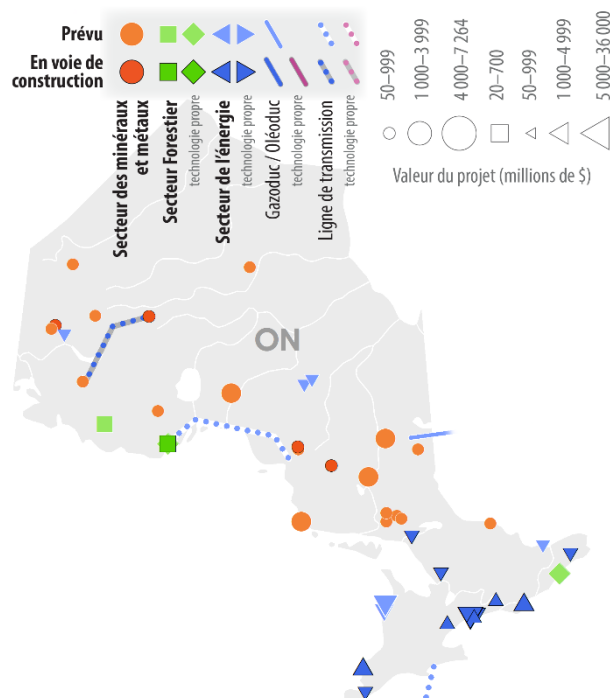 Prévu
En voie de
construction
Secteur des minéraux
et métaux
Secteur Forestier
technologie propre
Secteur de l'énergie
technologie propre
Gazoduc / Oléoduc
technologie propre
Ligne de transmission
technologie propre
50–999
1 000–3 999
4 000–7 264
20–700
50–999
1 000–4 999
5 000–36 000
Valeur du projet (millions de $)
ON